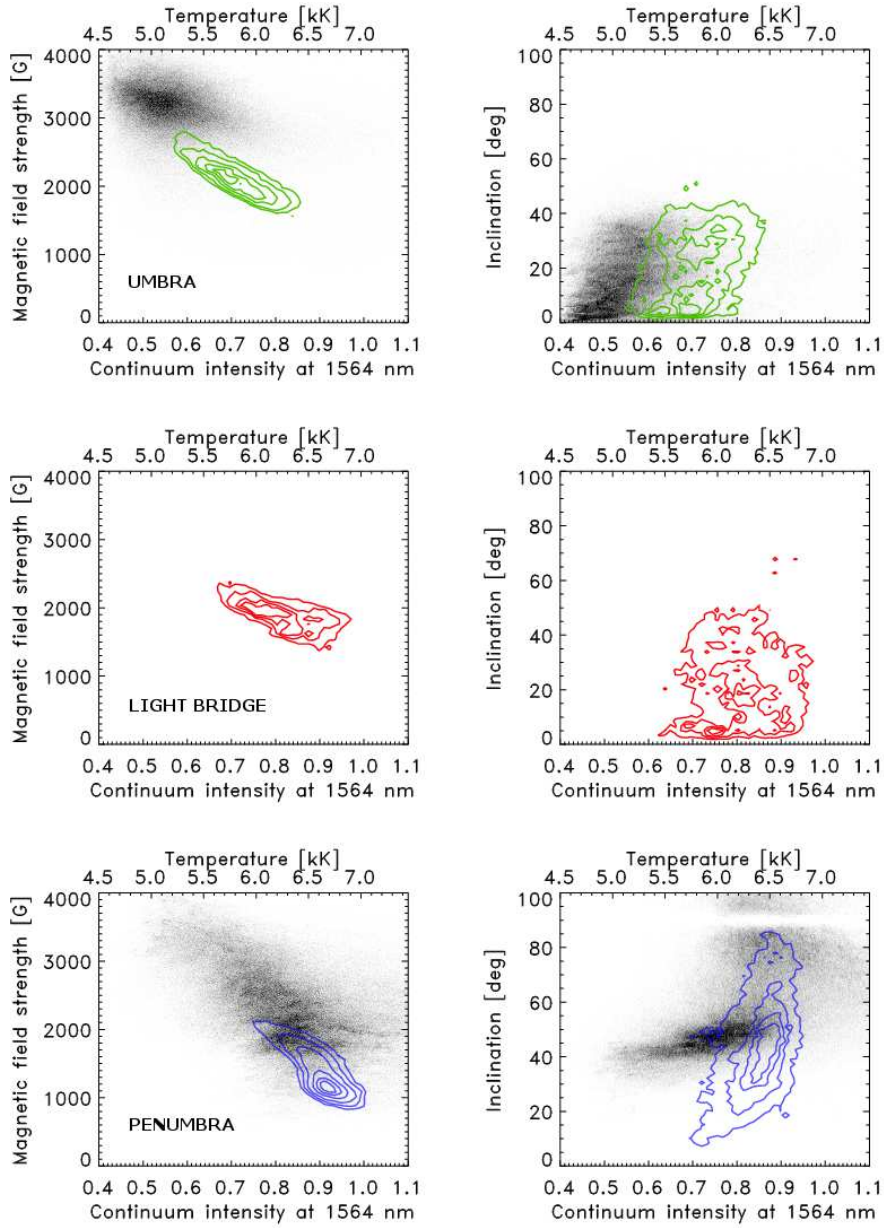 Temperature [kK]
4.5 5.0 5.5 6.0 6.5 7.0
Magnetic field strength [G]
4000
3000
2000
1000
0
UMBRA
0.4 0.5 0.6 0.7 0.8 0.9 1.0 1.1
Continuum intensity at 1564 nm
Temperature [kK]
4.5 5.0 5.5 6.0 6.5 7.0
Inclination [deg]
100
80
60
40
20
0
0.4 0.5 0.6 0.7 0.8 0.9 1.0 1.1
Continuum intensity at 1564 nm
Temperature [kK]
4.5 5.0 5.5 6.0 6.5 7.0
Magnetic field strength [G]
4000
3000
2000
1000
0
LIGHT BRIDGE
0.4 0.5 0.6 0.7 0.8 0.9 1.0 1.1
Continuum intensity at 1564 nm
Temperature [kK]
4.5 5.0 5.5 6.0 6.5 7.0
Inclination [deg]
100
80
60
40
20
0
0.4 0.5 0.6 0.7 0.8 0.9 1.0 1.1
Continuum intensity at 1564 nm
Temperature [kK]
4.5 5.0 5.5 6.0 6.5 7.0
Magnetic field strength [G]
4000
3000
2000
1000
0
PENUMBRA
0.4 0.5 0.6 0.7 0.8 0.9 1.0 1.1
Continuum intensity at 1564 nm
Temperature [kK]
4.5 5.0 5.5 6.0 6.5 7.0
Inclination [deg]
100
80
60
40
20
0
0.4 0.5 0.6 0.7 0.8 0.9 1.0 1.1
Continuum intensity at 1564 nm